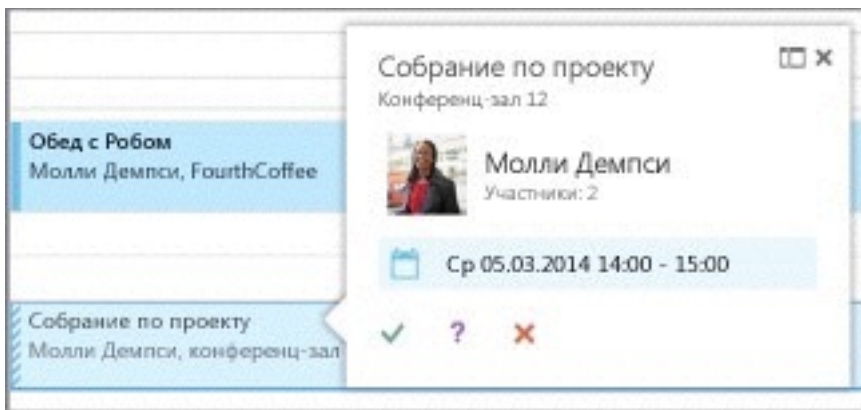 Обед с Робом
Молли Демпси, FourthCoffee
Собрание по проекту
Молли Демпси, конференц-зал
Собрание по проекту
Конференц-зал 12
Молли Демпси
Участники: 2
Ср 05.03.2014 14:00 - 15:00
?